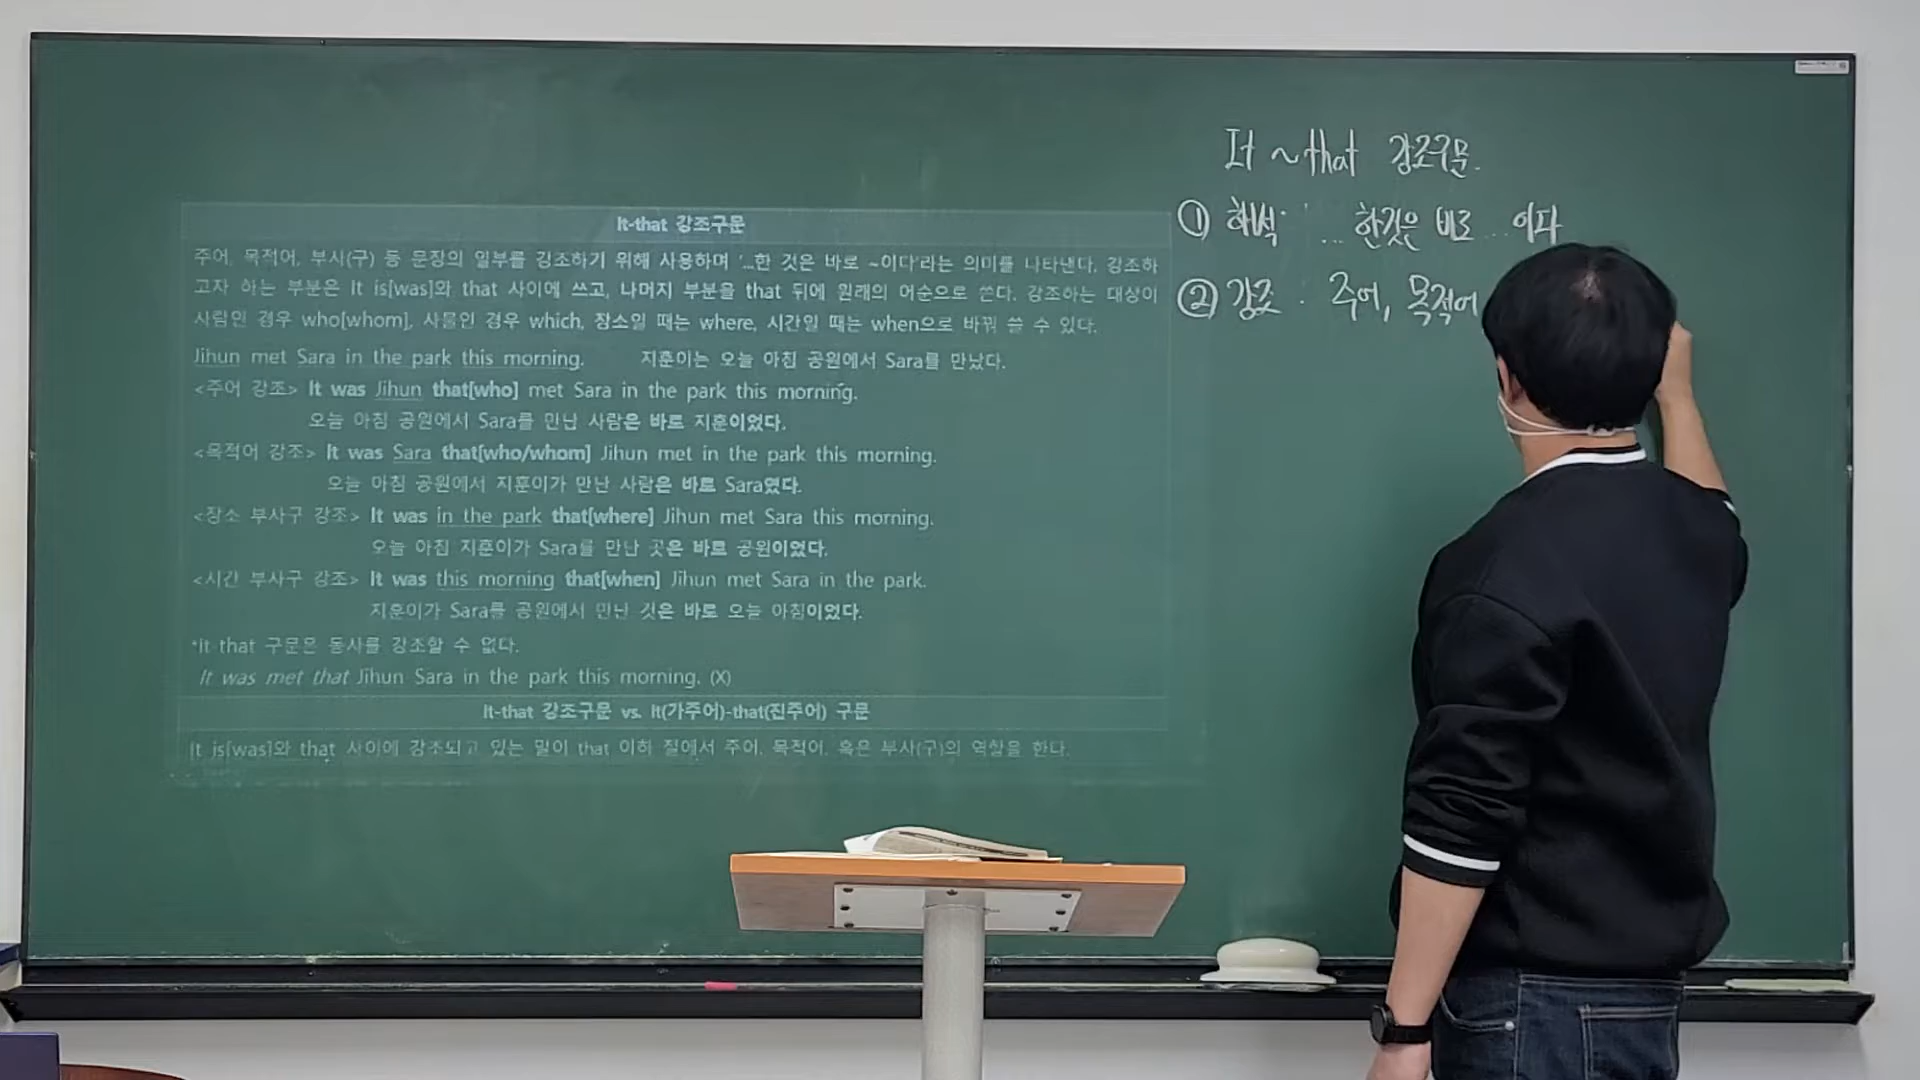 It-that 강조구문
주어, 목적어, 부사(구) 등 문장의 일부를 강조하기 위해 사용하며 '...한 것은 바로 ~이다'라는 의미를 나타낸다. 강조하
고자 하는 부분은 It is[was]와 that 사이에 쓰고, 나머지 부분을 that 뒤에 원래의 어순으로 쓴다. 강조하는 대상이
사람인 경우 who[whom], 사물인 경우 which, 장소일 때는 where, 시간일 때는 when으로 바꿔 쓸 수 있다.
Jihun met Sara in the park this morning. 지훈이는 오늘 아침 공원에서 Sara를 만났다.
<주어 강조> It was Jihun that[who] met Sara in the park this morning.
오늘 아침 공원에서 Sara를 만난 사람은 바로 지훈이었다.
<목적어 강조> It was Sara that[who/whom] Jihun met in the park this morning.
오늘 아침 공원에서 지훈이가 만난 사람은 바로 Sara였다.
<장소 부사구 강조> It was in the park that[where] Jihun met Sara this morning.
오늘 아침 지훈이가 Sara를 만난 곳은 바로 공원이었다.
<시간 부사구 강조> It was this morning that[when] Jihun met Sara in the park.
지훈이가 Sara를 공원에서 만난 것은 바로 오늘 아침이었다.
*it-that 구문은 동사를 강조할 수 없다.
It was met that Jihun Sara in the park this morning. (X)
It-that 강조구문 vs. It(가주어)-that(진주어) 구문
It is[was]와 that 사이에 강조되고 있는 말이 that 이하 절에서 주어, 목적어, 혹은 부사(구)의 역할을 한다.
It ~ that 강조구문.
① 해석 ... 한것은 바로 ... 이다
② 강조 · 주어, 목적어